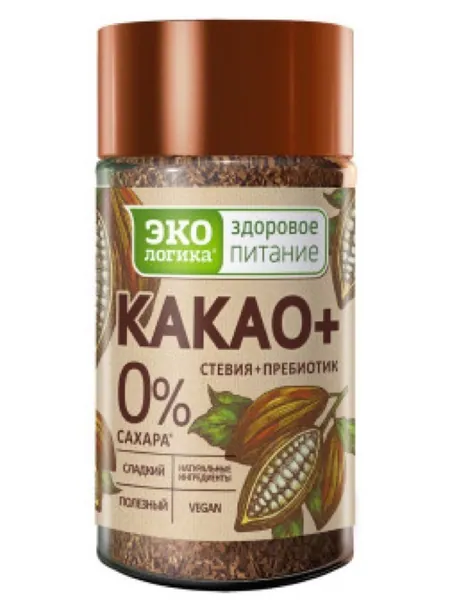 ЭКО
ЛОГИКА®
здоровое
питание
КАКАО+
СТЕВИЯ+ПРЕБИОТИК
0%
САХАРА*
СЛАДКИЙ
НАТУРАЛЬНЫЕ
ИНГРЕДИЕНТЫ
ПОЛЕЗНЫЙ
VEGAN